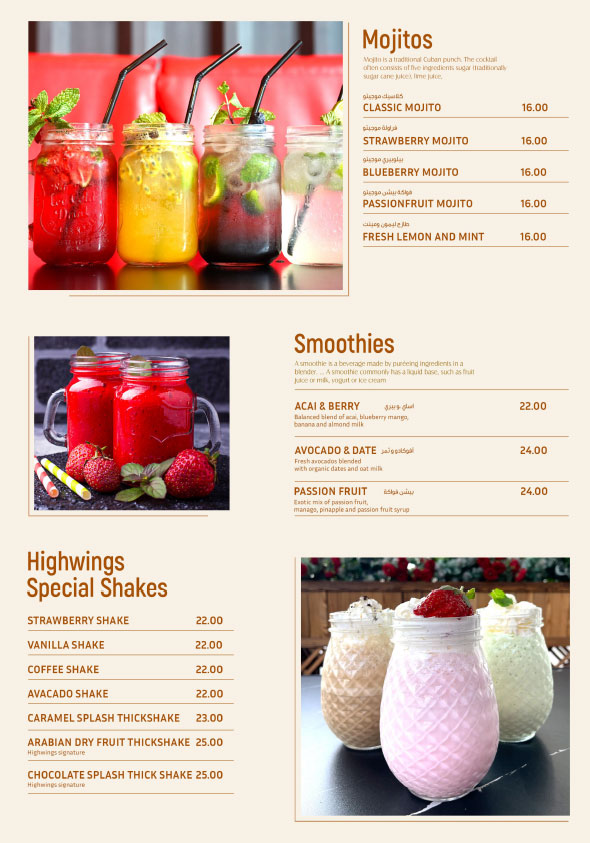 Mojitos
Mojito is a traditional Cuban punch. The cocktail
often consists of five ingredients sugar (traditionally
sugar cane juice), lime juice,
كلاسيك موجيتو
CLASSIC MOJITO 16.00
فراولة موجيتو
STRAWBERRY MOJITO 16.00
بيلوبيري موجيتو
BLUEBERRY MOJITO 16.00
فواكة بيشن موجيتو
PASSIONFRUIT MOJITO 16.00
طازج ليمون ومينت
FRESH LEMON AND MINT 16.00
Smoothies
A smoothie is a beverage made by puréeing ingredients in a
blender. ... A smoothie commonly has a liquid base, such as fruit
juice or milk, yogurt or ice cream
ACAI & BERRY 22.00
Balanced blend of acai, blueberry mango,
banana and almond milk
AVOCADO & DATE أفوكادو وتمر 24.00
Fresh avocados blended
with organic dates and oat milk
PASSION FRUIT بيشن فواكة 24.00
Exotic mix of passion fruit,
manago, pinapple and passion fruit syrup
Highwings
Special Shakes
STRAWBERRY SHAKE 22.00
VANILLA SHAKE 22.00
COFFEE SHAKE 22.00
AVACADO SHAKE 22.00
CARAMEL SPLASH THICKSHAKE 23.00
ARABIAN DRY FRUIT THICKSHAKE 25.00
Highwings signature
CHOCOLATE SPLASH THICK SHAKE 25.00
Highwings signature